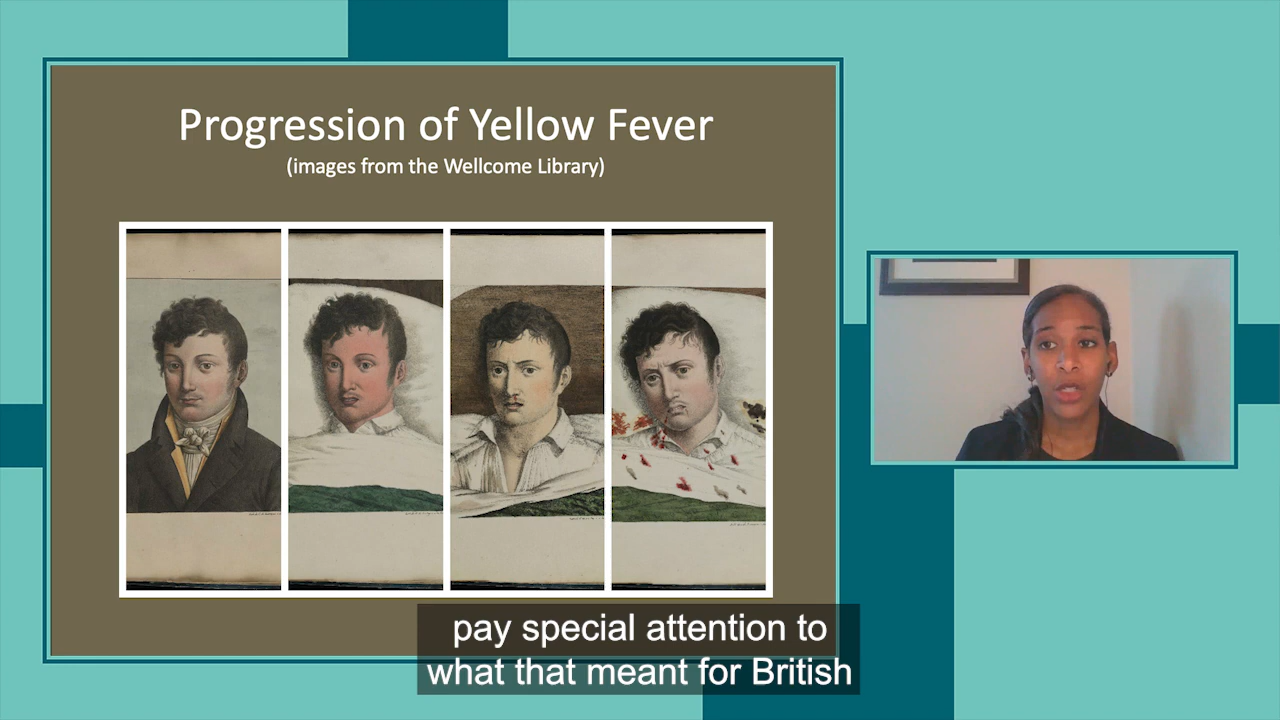 Progression of Yellow Fever
(images from the Wellcome Library)
pay special attention to
what that meant for British